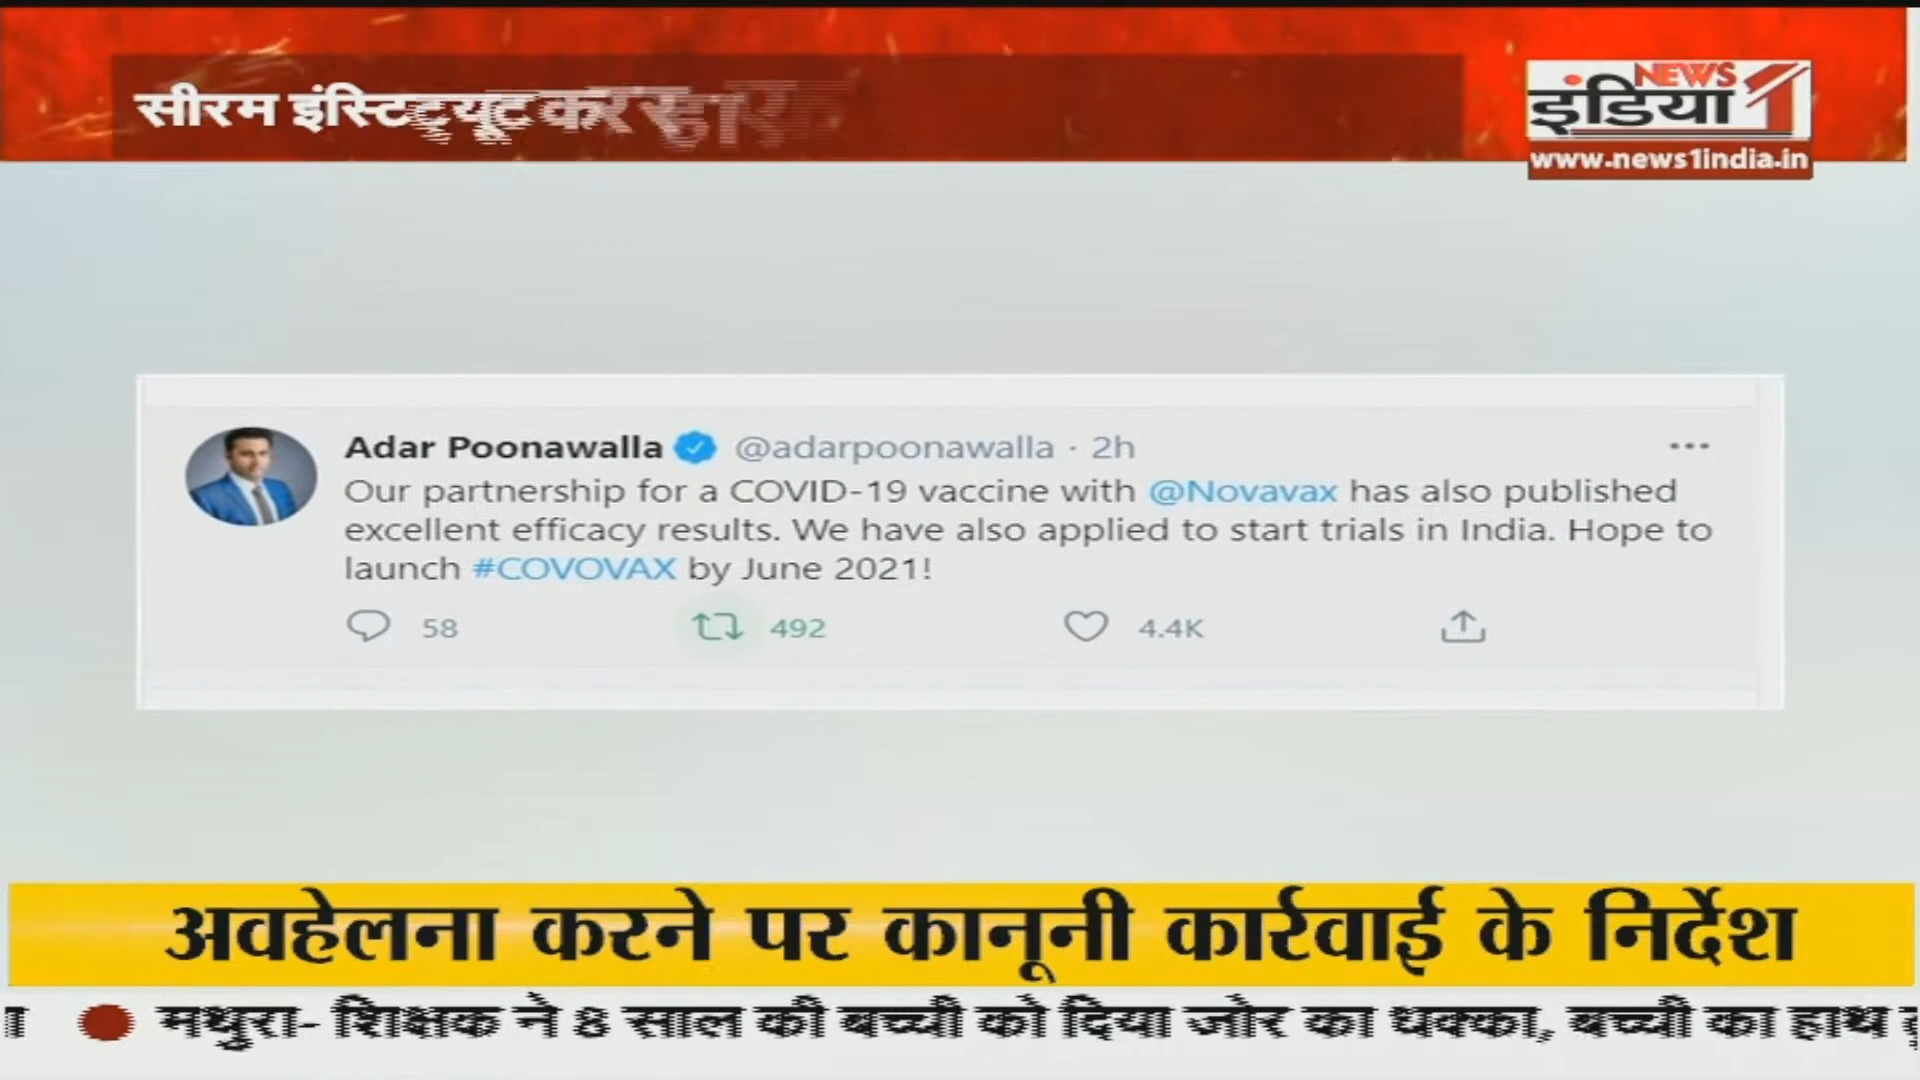 सीरम इंस्टिट्यूट कर
NEWS
इंडिया 1
www.news1india.in
Adar Poonawalla @adarpoonawalla · 2h
Our partnership for a COVID-19 vaccine with @Novavax has also published
excellent efficacy results. We have also applied to start trials in India. Hope to
launch #COVOVAX by June 2021!
58 492 4.4K
अवहेलना करने पर कानूनी कार्रवाई के निर्देश
मथुरा- शिक्षक ने 8 साल की बच्ची को दिया जोर का धक्का, बच्ची का हाथ